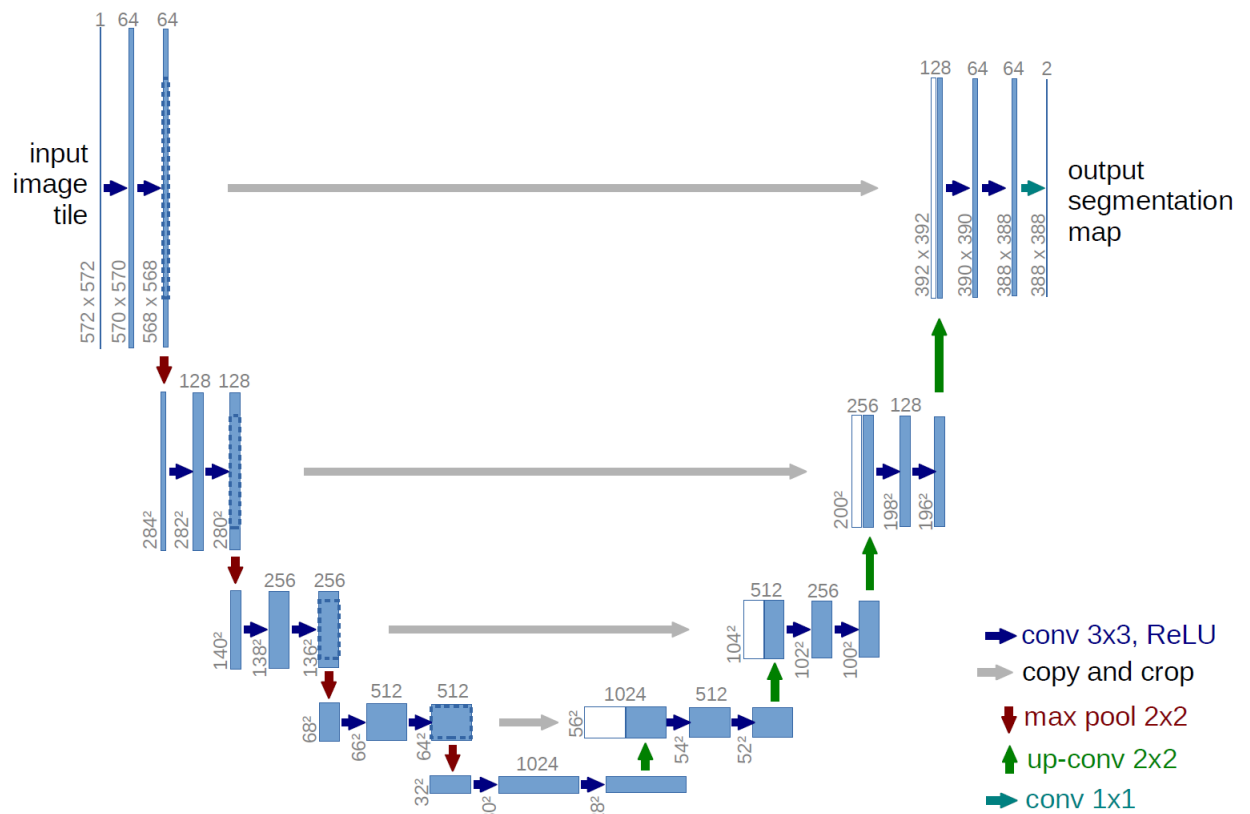 1 64 64
128 64 64 2
input
image
tile
output
segmentation
map
572 x 572
570 x 570
568 x 568
392 x 392
390 x 390
388 x 388
388 x 388
128 128
256 128
284²
282²
280²
200²
198²
196²
256 256
512 256
140²
138²
136²
104²
102²
100²
conv 3x3, ReLU
copy and crop
max pool 2x2
up-conv 2x2
conv 1x1
512 512
1024 512
68²
66²
64²
56²
54²
52²
1024
32²